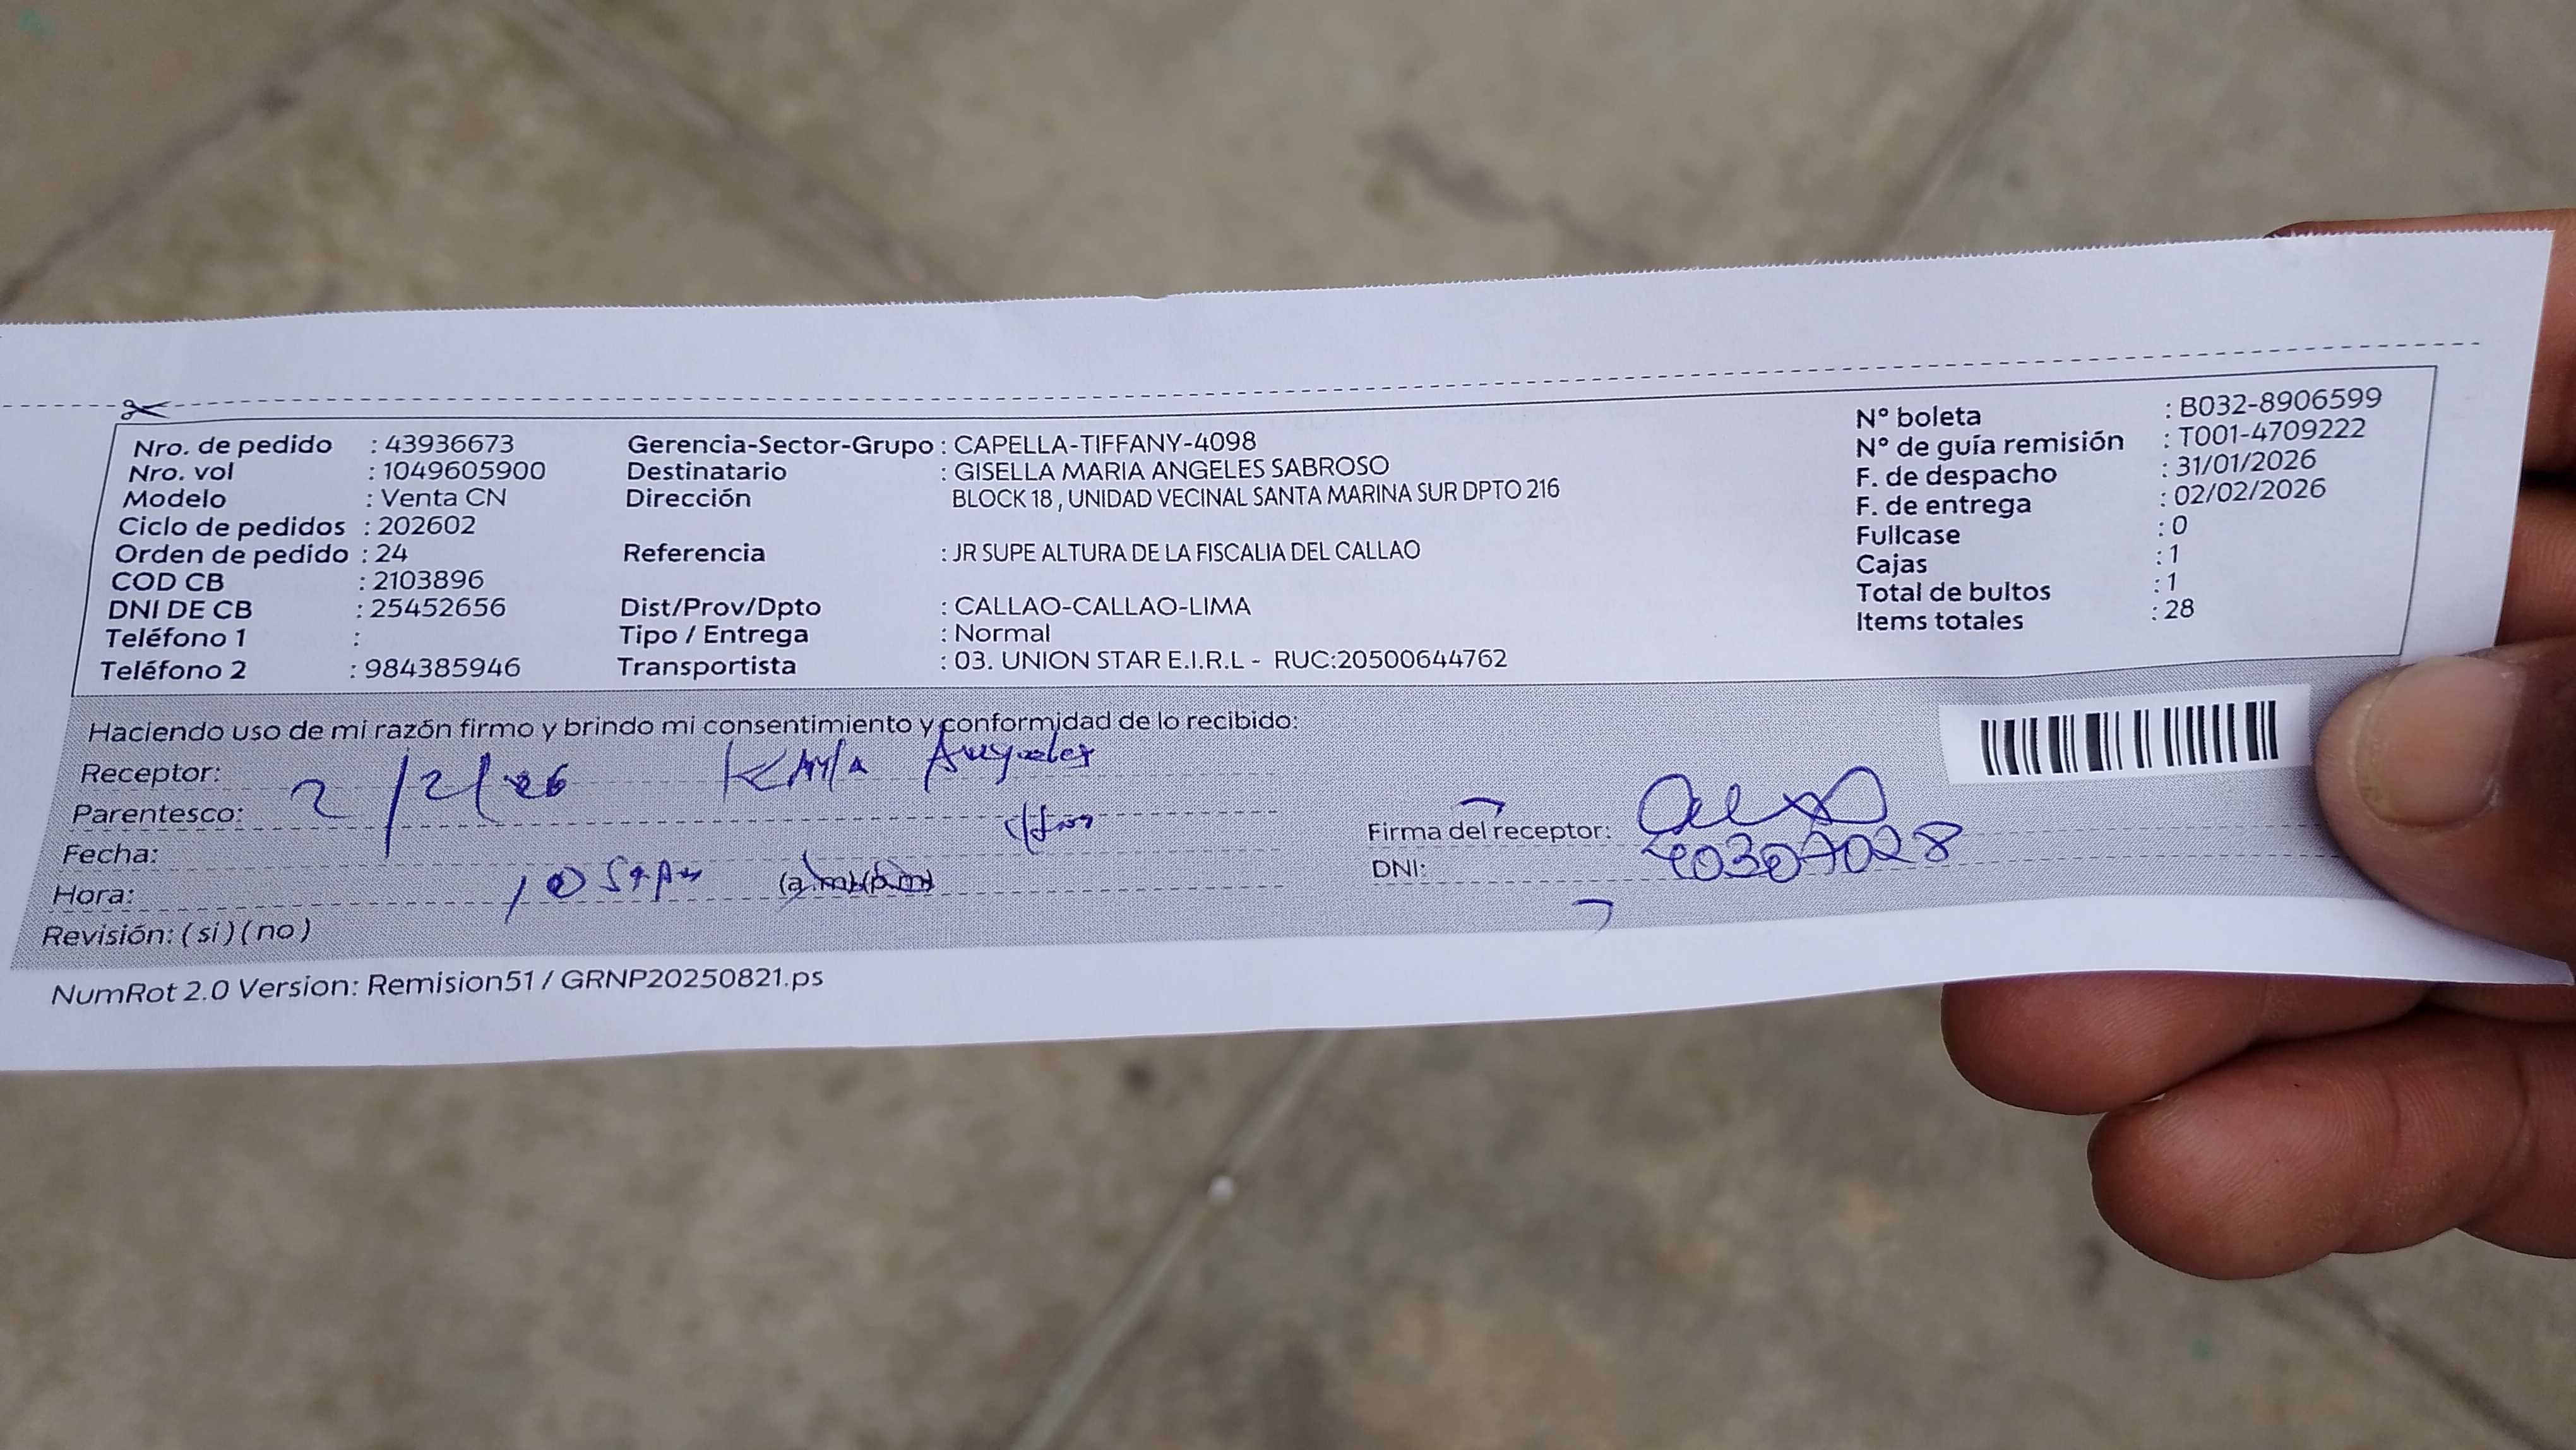 Nro. de pedido : 43936673
Nro. vol : 1049605900
Modelo : Venta CN
Ciclo de pedidos : 202602
Orden de pedido : 24
COD CB : 2103896
DNI DE CB : 25452656
Teléfono 1 :
Teléfono 2 : 984385946
Gerencia-Sector-Grupo : CAPELLA-TIFFANY-4098
Destinatario : GISELLA MARIA ANGELES SABROSO
Dirección BLOCK 18 , UNIDAD VECINAL SANTA MARINA SUR DPTO 216
Referencia : JR SUPE ALTURA DE LA FISCALIA DEL CALLAO
Dist/Prov/Dpto : CALLAO-CALLAO-LIMA
Tipo / Entrega : Normal
Transportista : 03. UNION STAR E.I.R.L - RUC:20500644762
N° boleta : B032-8906599
N° de guía remisión : T001-4709222
F. de despacho : 31/01/2026
F. de entrega : 02/02/2026
Fullcase : 0
Cajas : 1
Total de bultos : 1
Items totales : 28
Haciendo uso de mi razón firmo y brindo mi consentimiento y conformidad de lo recibido:
Receptor: Karla Angeles
Parentesco:
Fecha: 2/2/26
Hora: (a.m)(p.m)
Revisión: ( si ) ( no )
Firma del receptor:
DNI: 40307028
NumRot 2.0 Version: Remision51 / GRNP20250821.ps